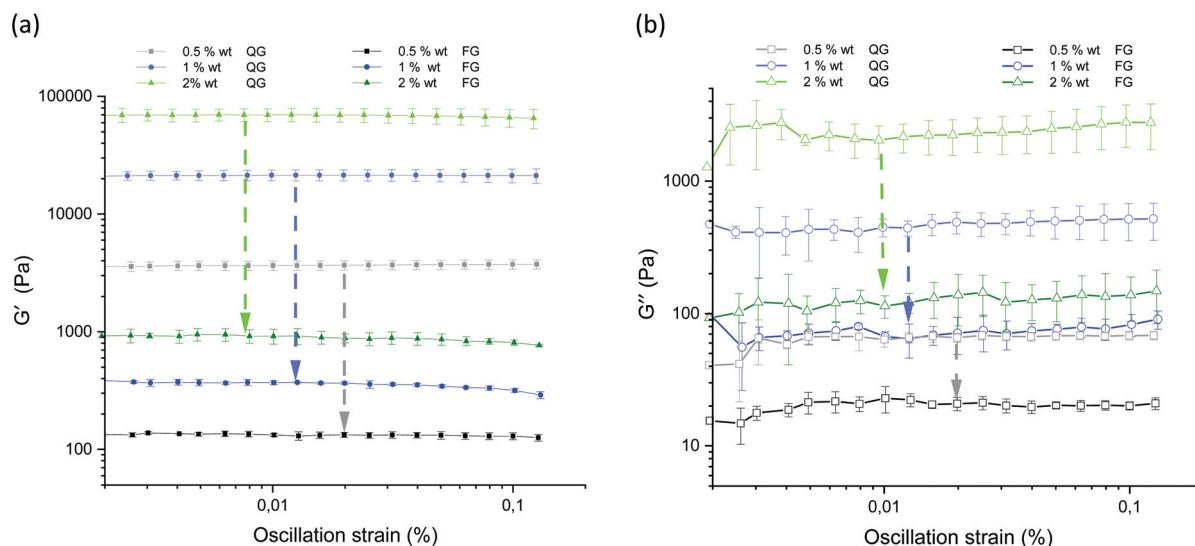 (a)
0.5 % wt QG 0.5 % wt FG
1 % wt QG 1 % wt FG
2% wt QG 2 % wt FG
100000
10000
1000
100
G′ (Pa)
0,01 0,1
Oscillation strain (%)
(b)
0.5 % wt QG 0.5 % wt FG
1 % wt QG 1 % wt FG
2 % wt QG 2 % wt FG
1000
100
10
G″ (Pa)
0,01 0,1
Oscillation strain (%)